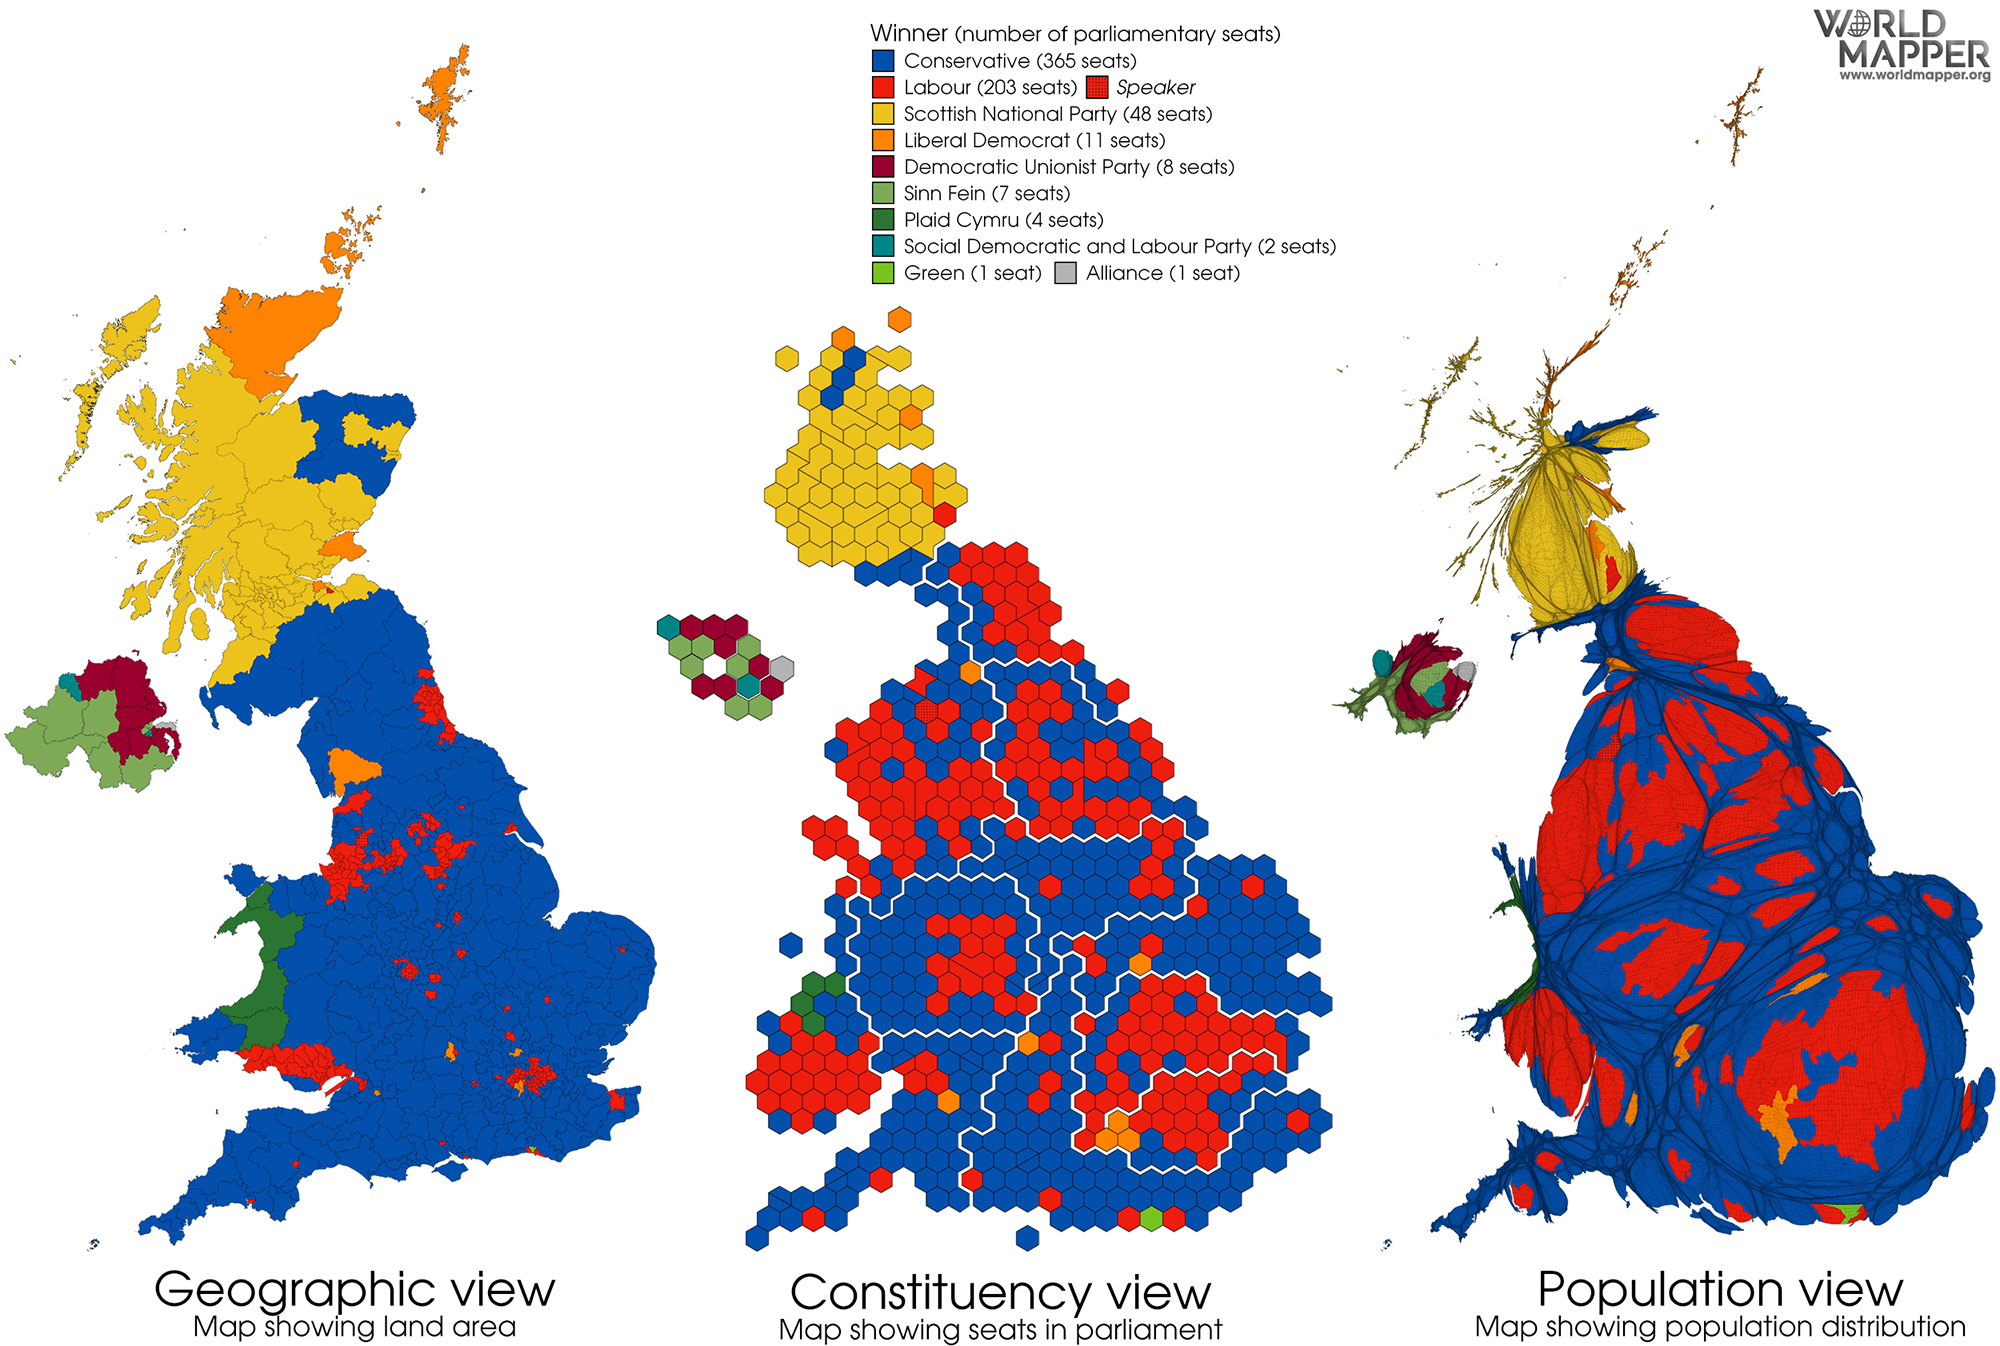 WORLD
MAPPER
www.worldmapper.org
Winner (number of parliamentary seats)
Conservative (365 seats)
Labour (203 seats) Speaker
Scottish National Party (48 seats)
Liberal Democrat (11 seats)
Democratic Unionist Party (8 seats)
Sinn Fein (7 seats)
Plaid Cymru (4 seats)
Social Democratic and Labour Party (2 seats)
Green (1 seat) Alliance (1 seat)
Geographic view
Map showing land area
Constituency view
Map showing seats in parliament
Population view
Map showing population distribution